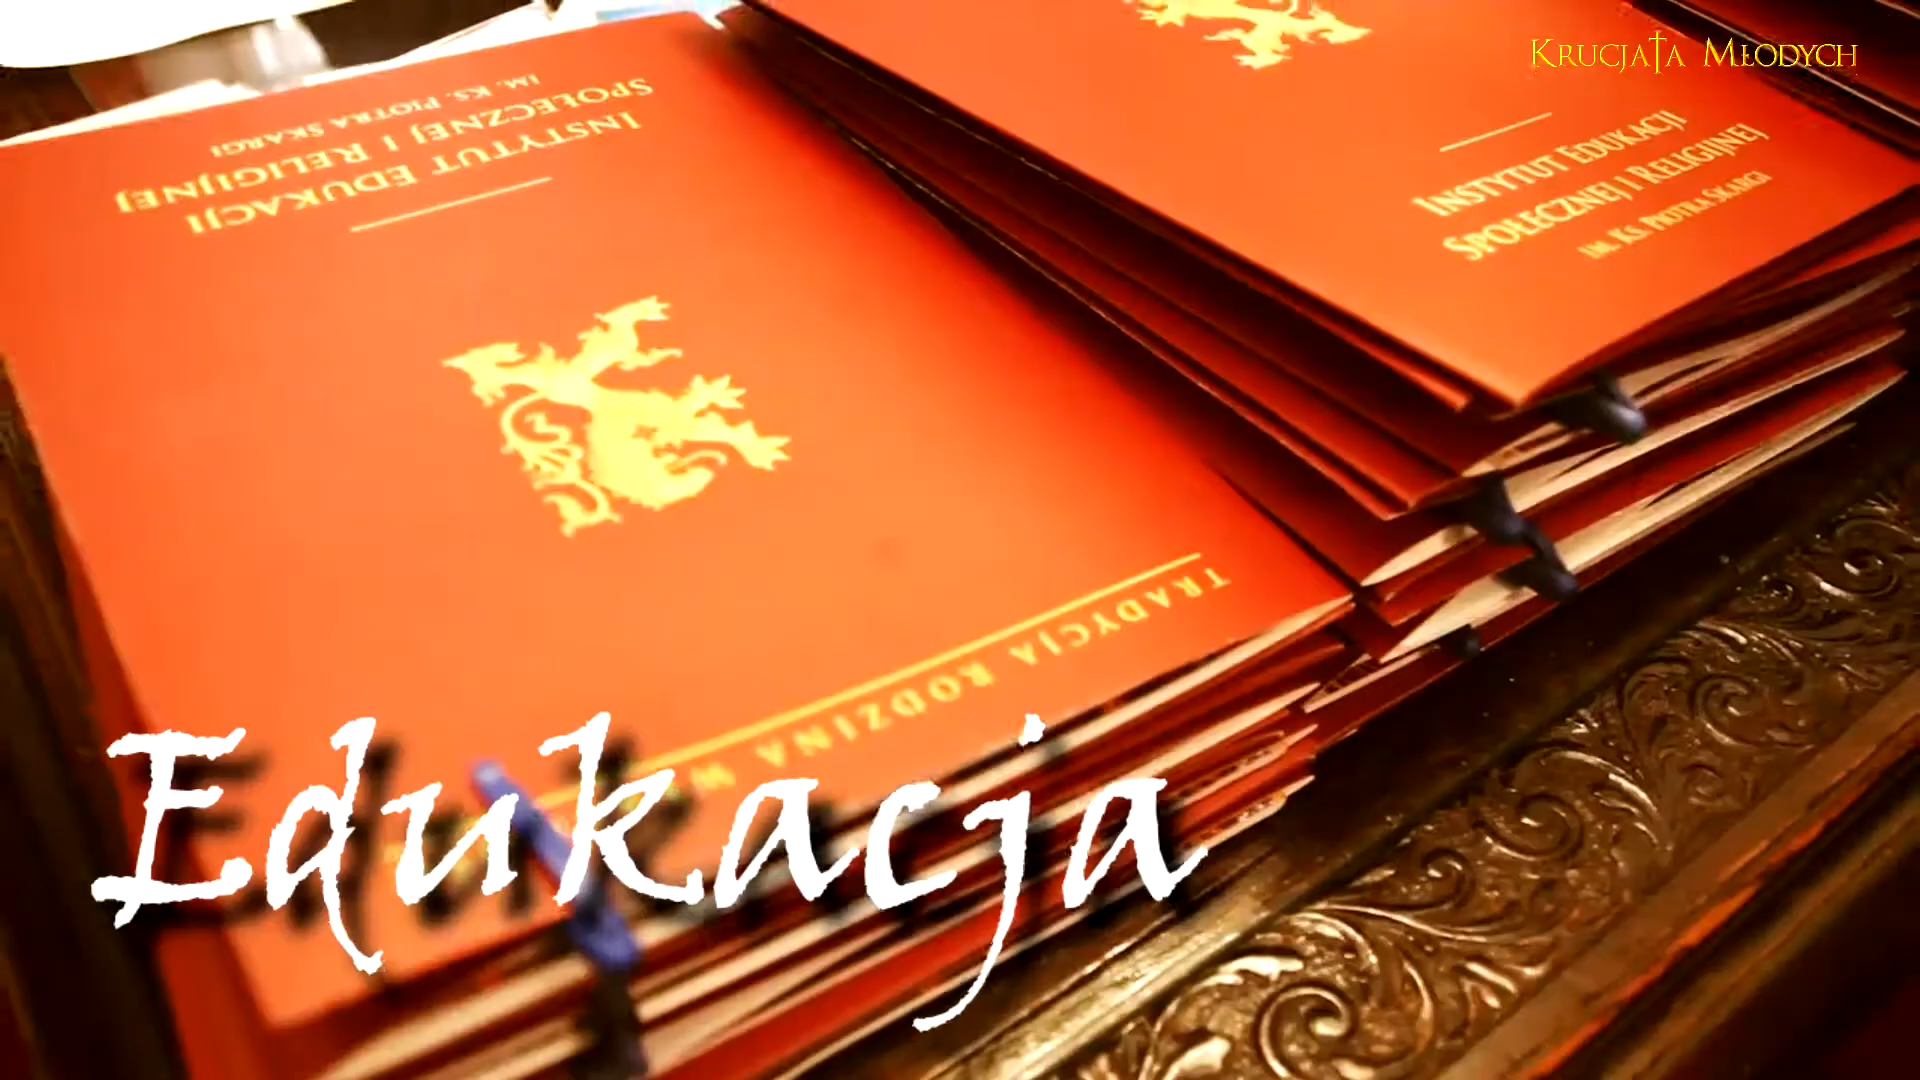 Krucjata Młodych
Instytut Edukacji
Społecznej i Religijnej
im. Ks. Piotra Skargi
Instytut Edukacji
Społecznej i Religijnej
im. Ks. Piotra Skargi
TRADYCJA RODZINA W
Edukacja